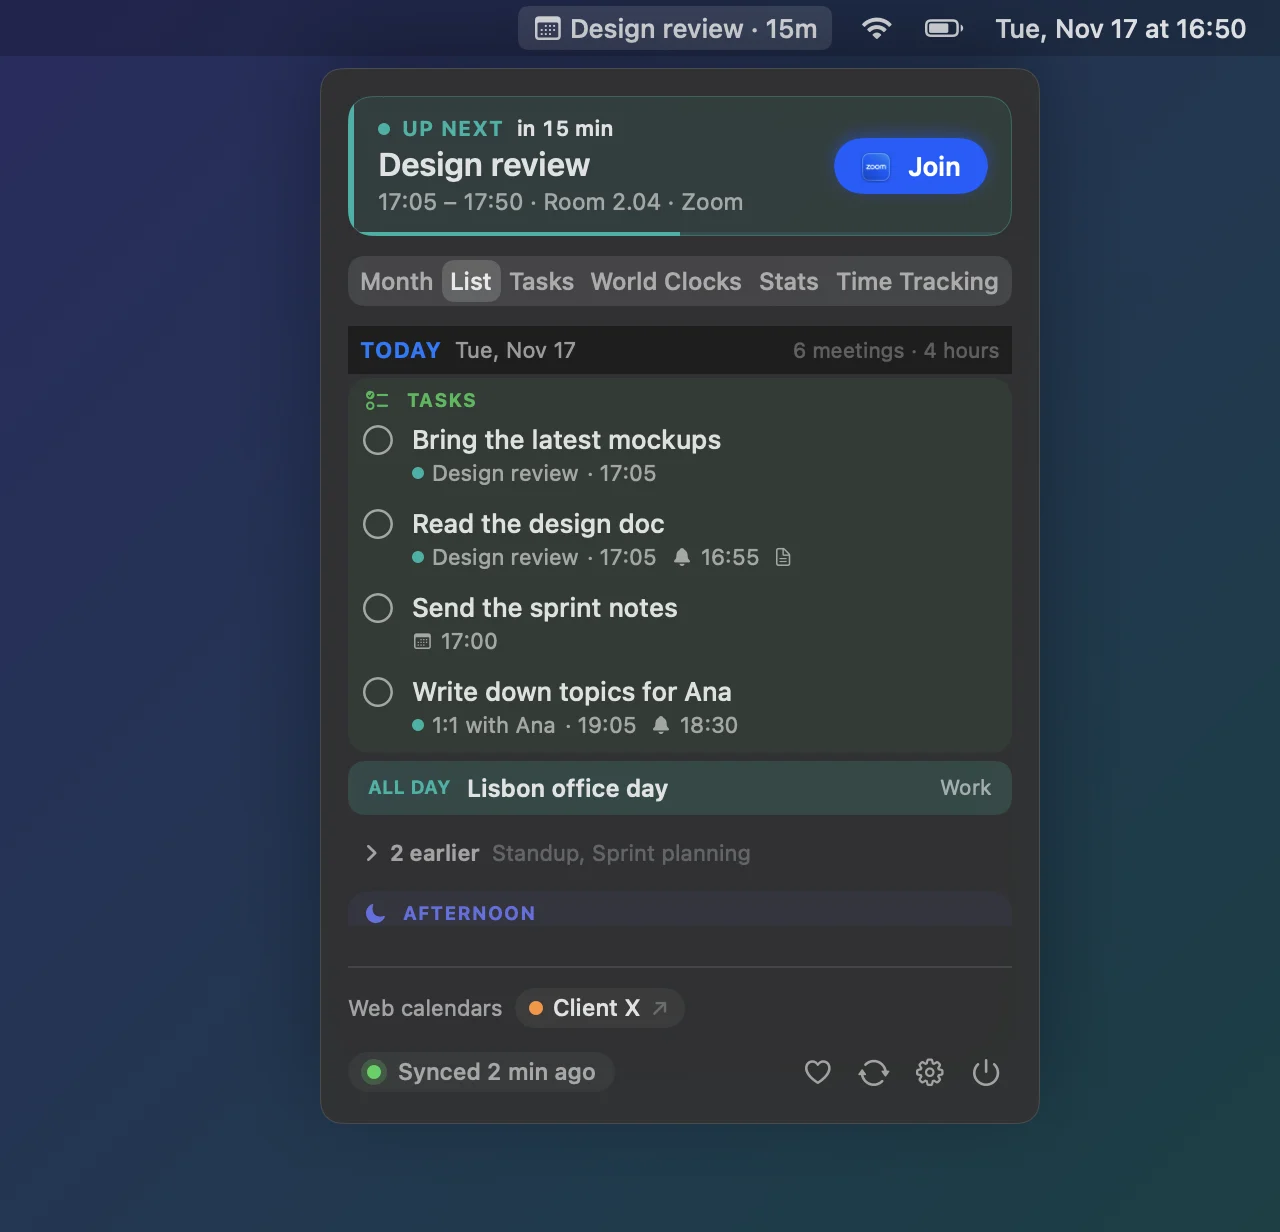 Design review · 15m
Tue, Nov 17 at 16:50
UP NEXT in 15 min
Design review
17:05 – 17:50 · Room 2.04 · Zoom
zoom Join
Month List Tasks World Clocks Stats Time Tracking
TODAY Tue, Nov 17 6 meetings · 4 hours
TASKS
Bring the latest mockups
Design review · 17:05
Read the design doc
Design review · 17:05 16:55
Send the sprint notes
17:00
Write down topics for Ana
1:1 with Ana · 19:05 18:30
ALL DAY Lisbon office day Work
2 earlier Standup, Sprint planning
AFTERNOON
Web calendars Client X
Synced 2 min ago